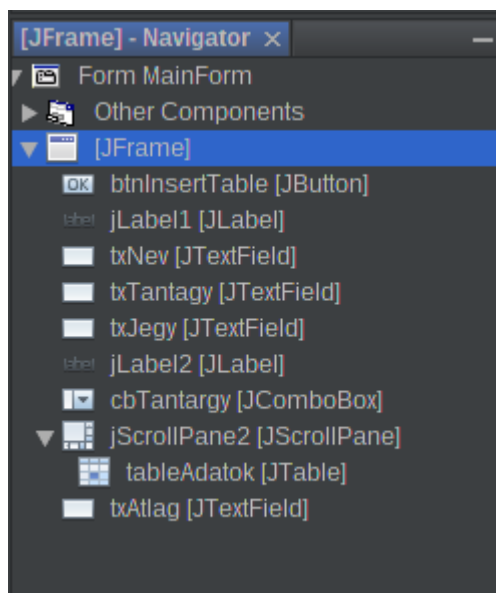 [JFrame] - Navigator ×
Form MainForm
Other Components
[JFrame]
OK btnInsertTable [JButton]
label jLabel1 [JLabel]
txNev [JTextField]
txTantagy [JTextField]
txJegy [JTextField]
label jLabel2 [JLabel]
cbTantargy [JComboBox]
jScrollPane2 [JScrollPane]
tableAdatok [JTable]
txAtlag [JTextField]